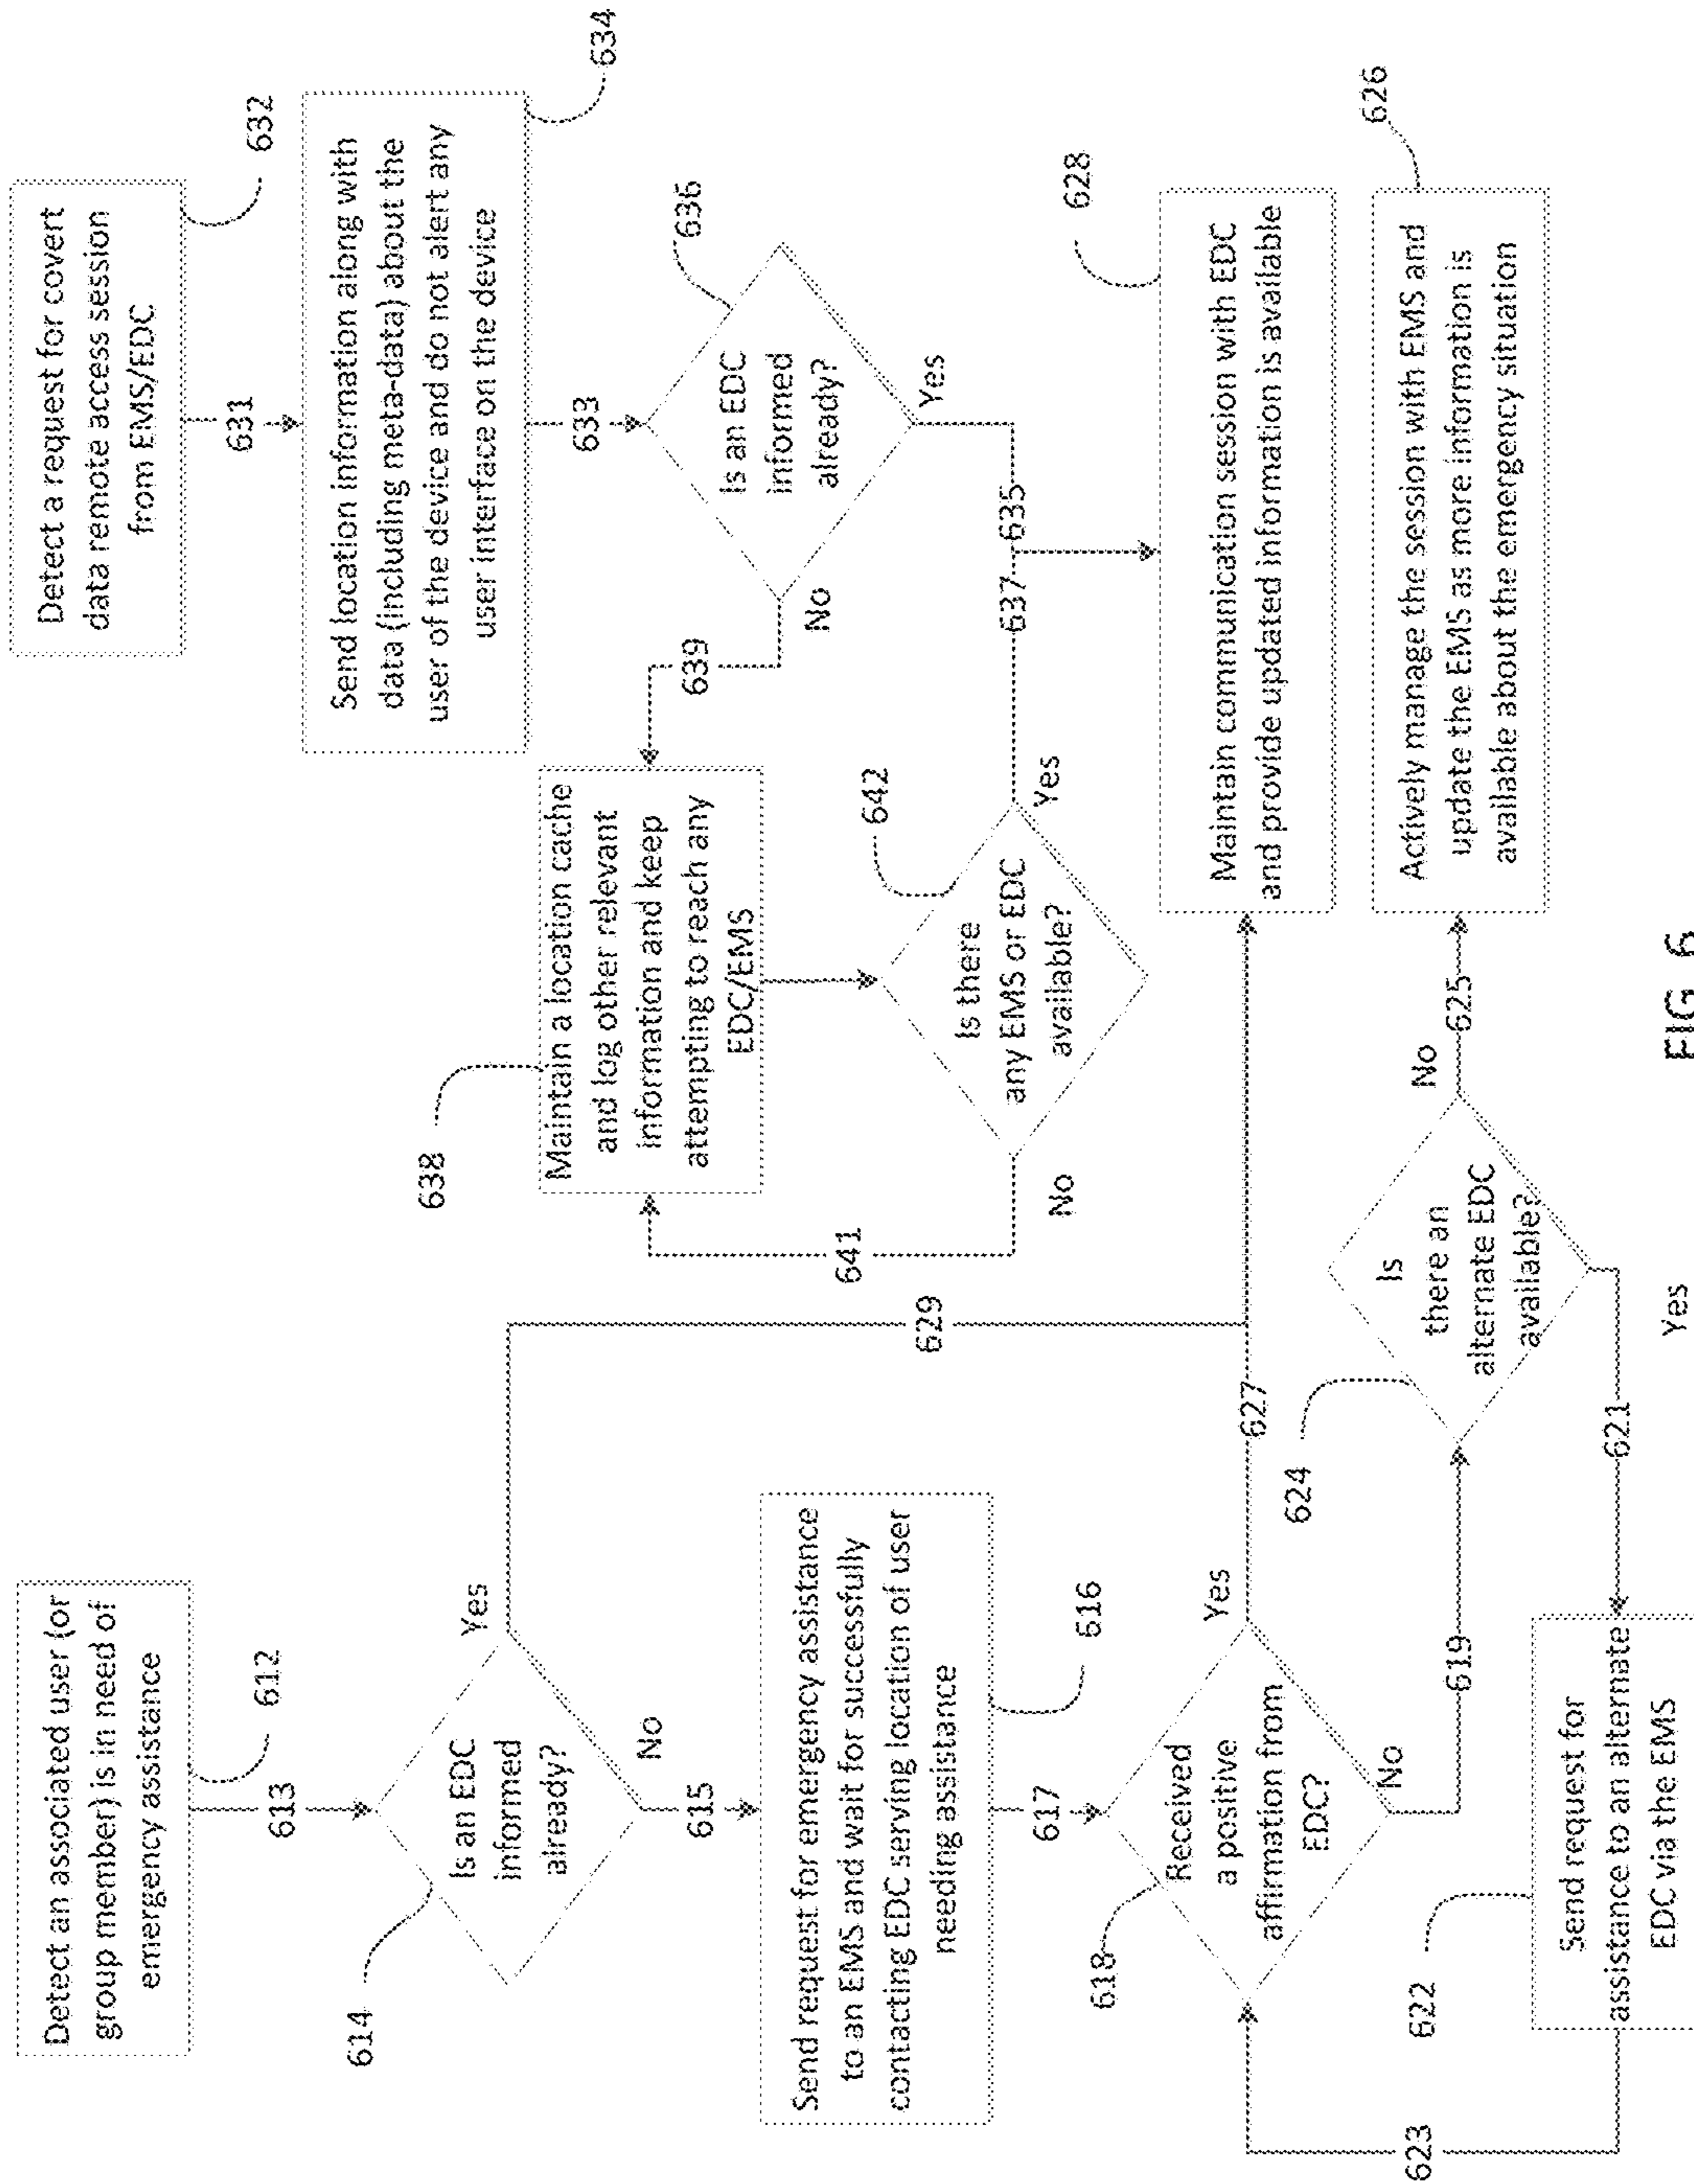 Detect an associated user (or
group member) is in need of
emergency assistance
612
613
614
Is an EDC
informed
already?
Yes
No
629
615
Send request for emergency assistance
to an EMS and wait for successfully
contacting EDC serving location of user
needing assistance
616
617
618
Received
a positive
affirmation from
EDC?
Yes
No
627
619
624
Is
there an
alternate EDC
available?
No
625
Yes
621
622
Send request for
assistance to an alternate
EDC via the EMS
623
Detect a request for covert
data remote access session
from EMS/EDC
632
631
Send location information along with
data (including meta-data) about the
user of the device and do not alert any
user interface on the device
634
633
636
Is an EDC
informed
already?
No
Yes
639
635
637
638
Maintain a location cache
and log other relevant
information and keep
attempting to reach any
EDC/EMS
642
Is there
any EMS or EDC
available?
Yes
No
641
628
Maintain communication session with EDC
and provide updated information is available
626
Actively manage the session with EMS and
update the EMS as more information is
available about the emergency situation
FIG. 6